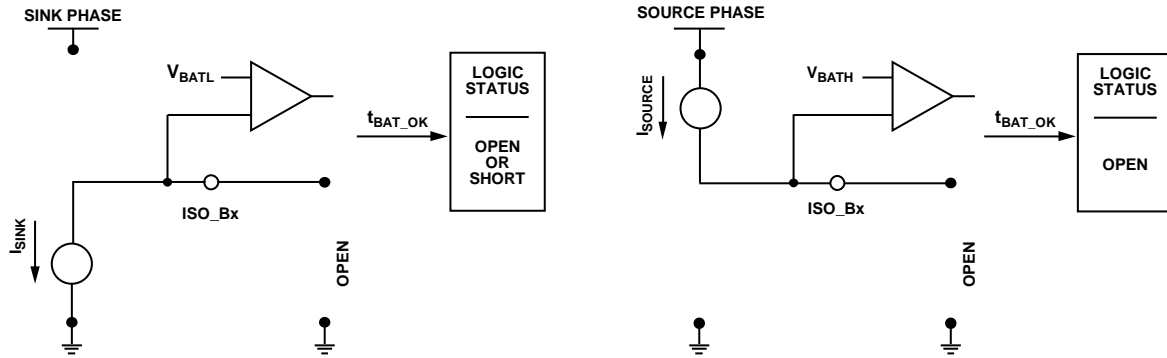 SINK PHASE
V_BATL
LOGIC
STATUS
t_BAT_OK
OPEN
OR
SHORT
ISO_Bx
I_SINK
OPEN
SOURCE PHASE
I_SOURCE
V_BATH
LOGIC
STATUS
t_BAT_OK
OPEN
ISO_Bx
OPEN